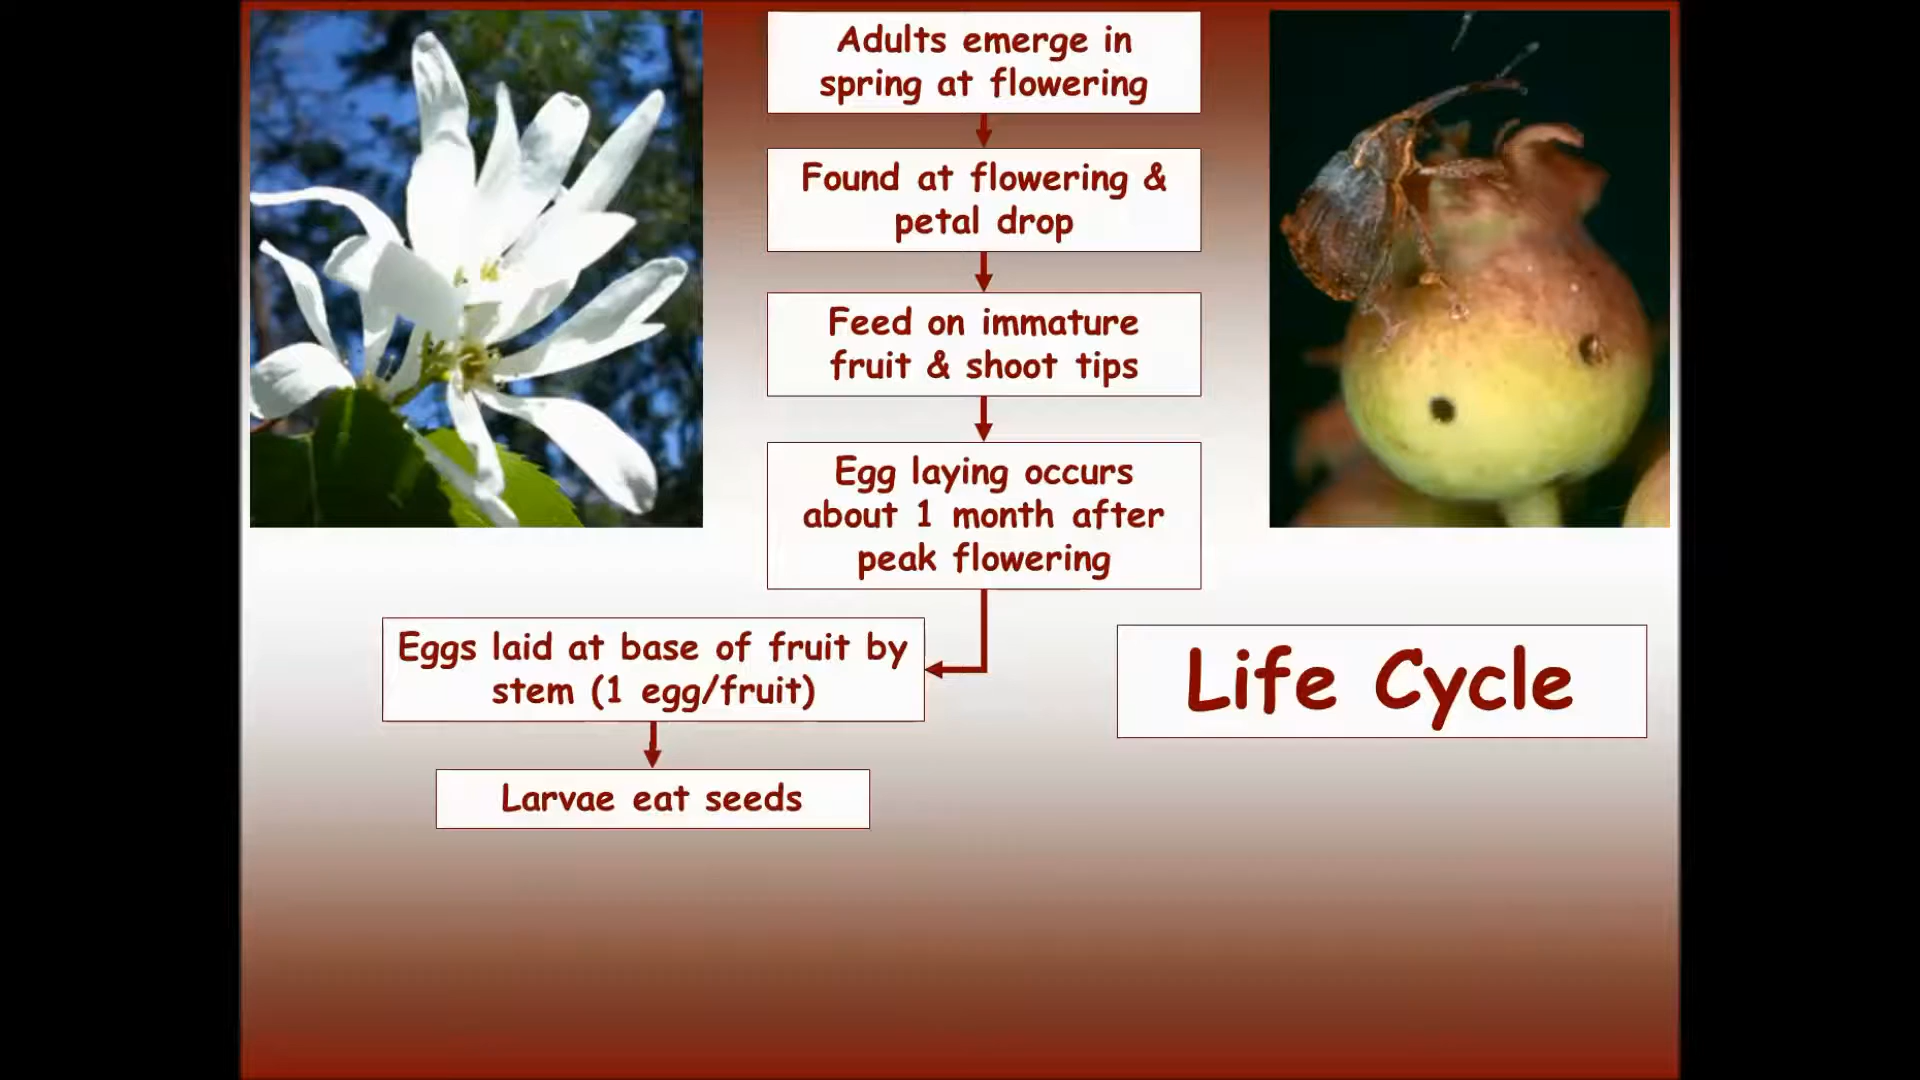 Adults emerge in
spring at flowering
Found at flowering &
petal drop
Feed on immature
fruit & shoot tips
Egg laying occurs
about 1 month after
peak flowering
Eggs laid at base of fruit by
stem (1 egg/fruit)
Life Cycle
Larvae eat seeds